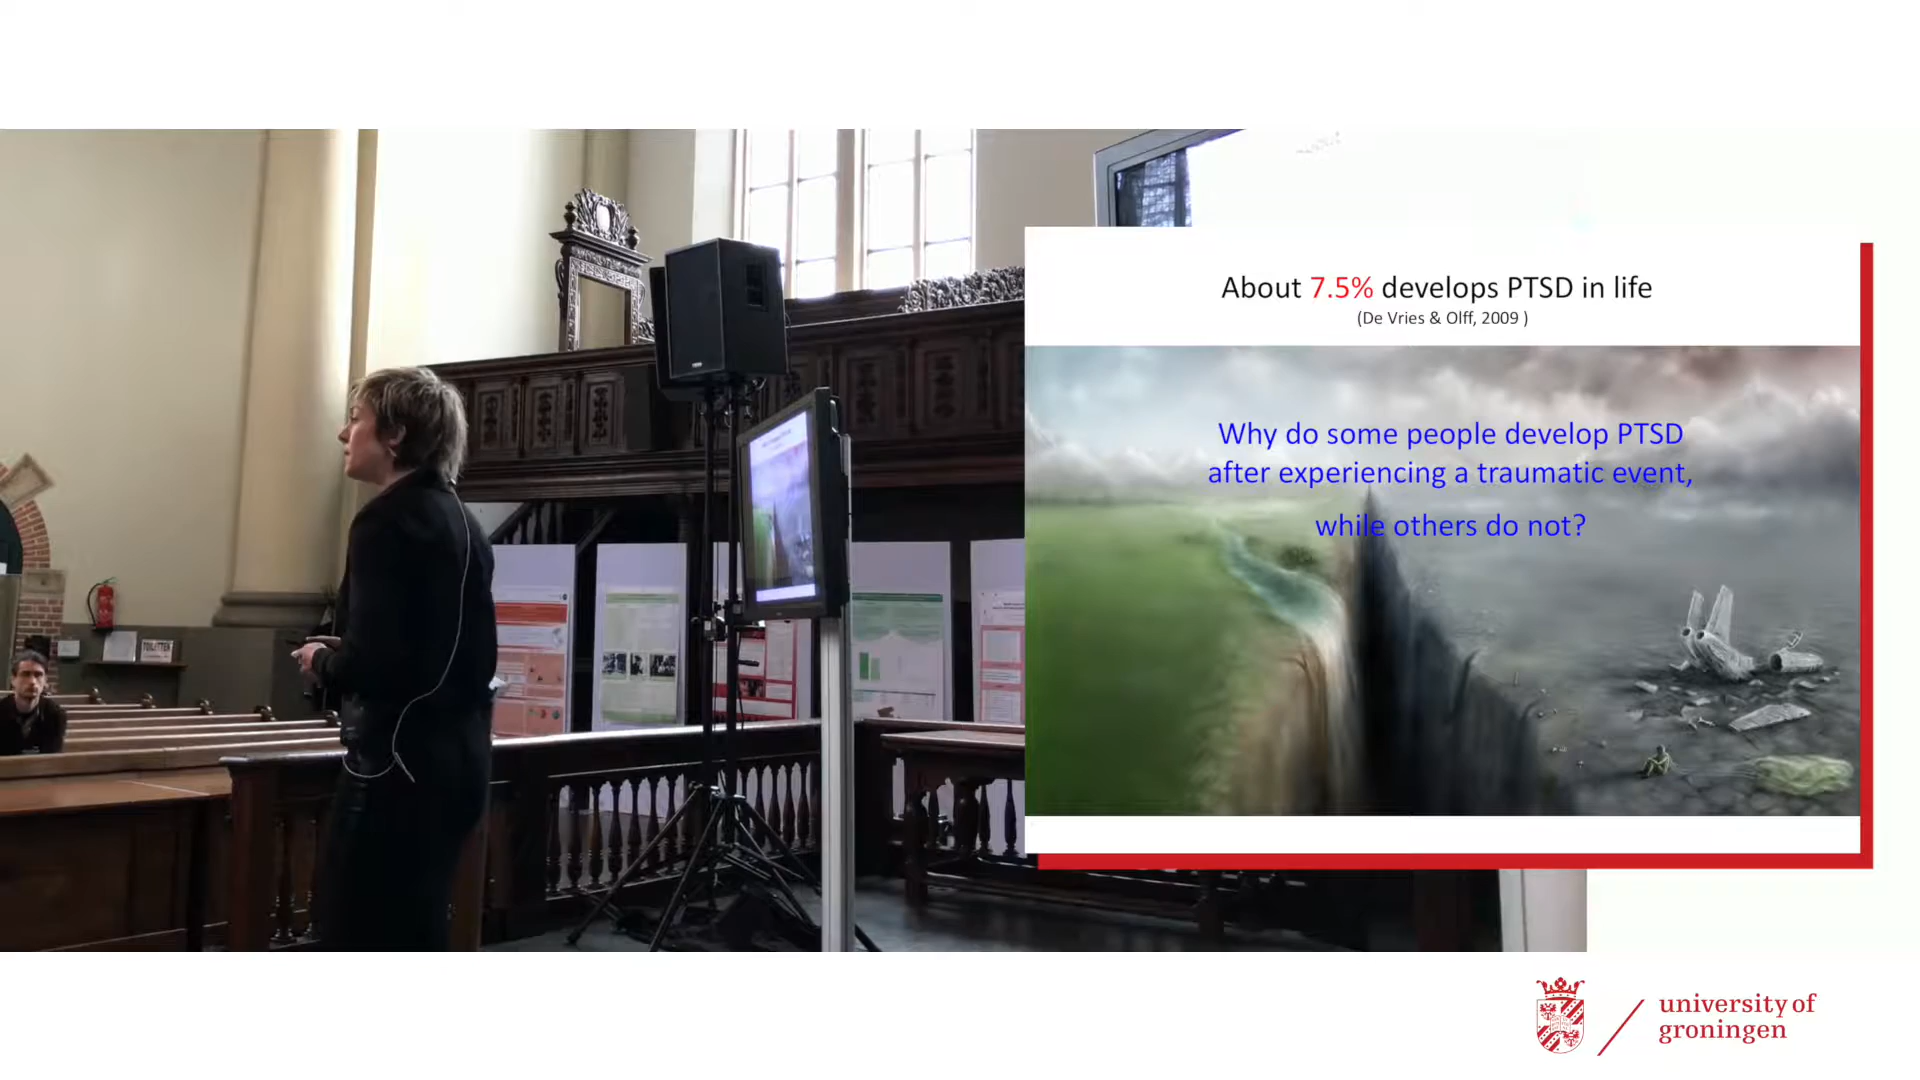 About 7.5% develops PTSD in life
(De Vries & Olff, 2009 )
Why do some people develop PTSD
after experiencing a traumatic event,
while others do not?
TOILETTEN
university of
groningen